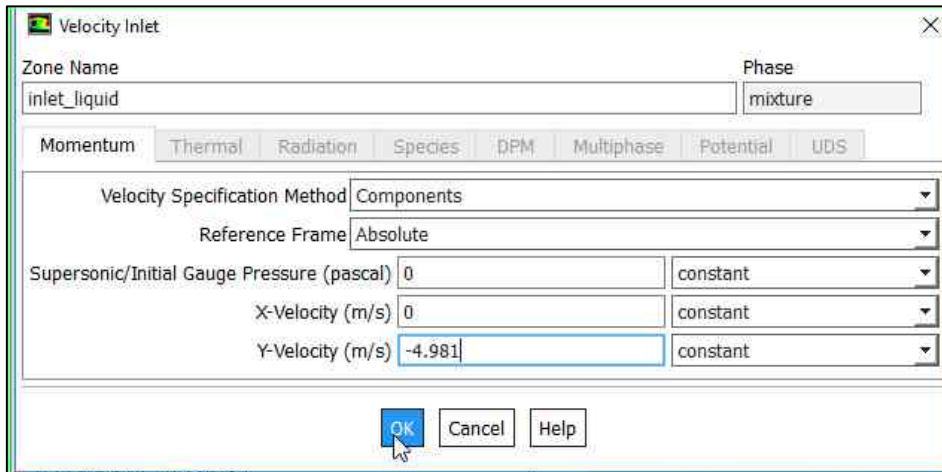 Velocity Inlet
Zone Name Phase
inlet_liquid mixture
Momentum Thermal Radiation Species DPM Multiphase Potential UDS
Velocity Specification Method Components
Reference Frame Absolute
Supersonic/Initial Gauge Pressure (pascal) 0 constant
X-Velocity (m/s) 0 constant
Y-Velocity (m/s) -4.981 constant
OK Cancel Help